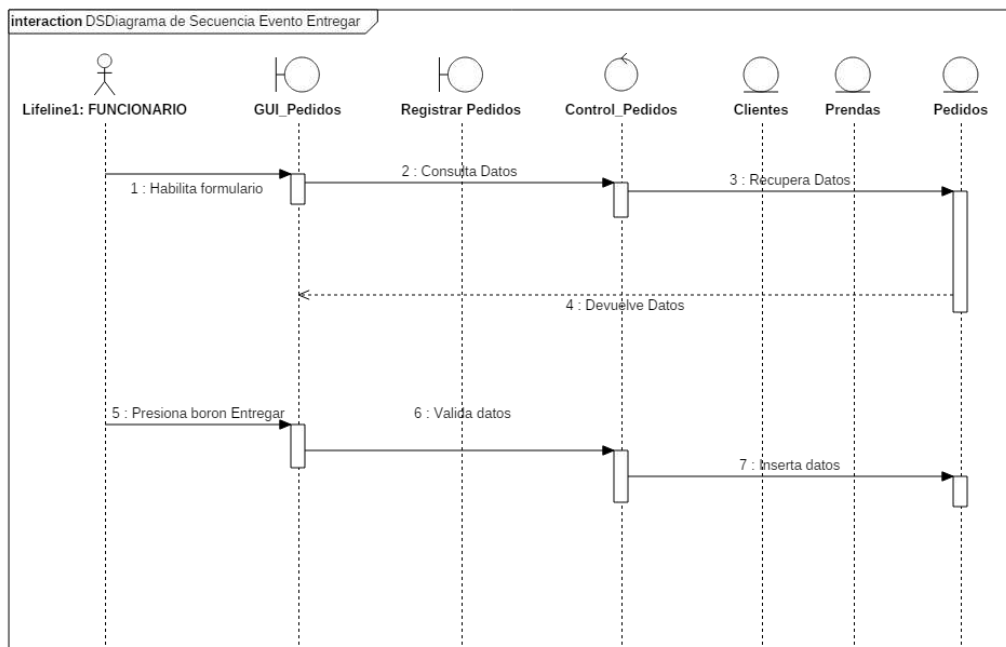 interaction DSDiagrama de Secuencia Evento Entregar
Lifeline1: FUNCIONARIO
GUI_Pedidos
Registrar Pedidos
Control_Pedidos
Clientes
Prendas
Pedidos
1 : Habilita formulario
2 : Consulta Datos
3 : Recupera Datos
4 : Devuelve Datos
5 : Presiona boron Entregar
6 : Valida datos
7 : Inserta datos